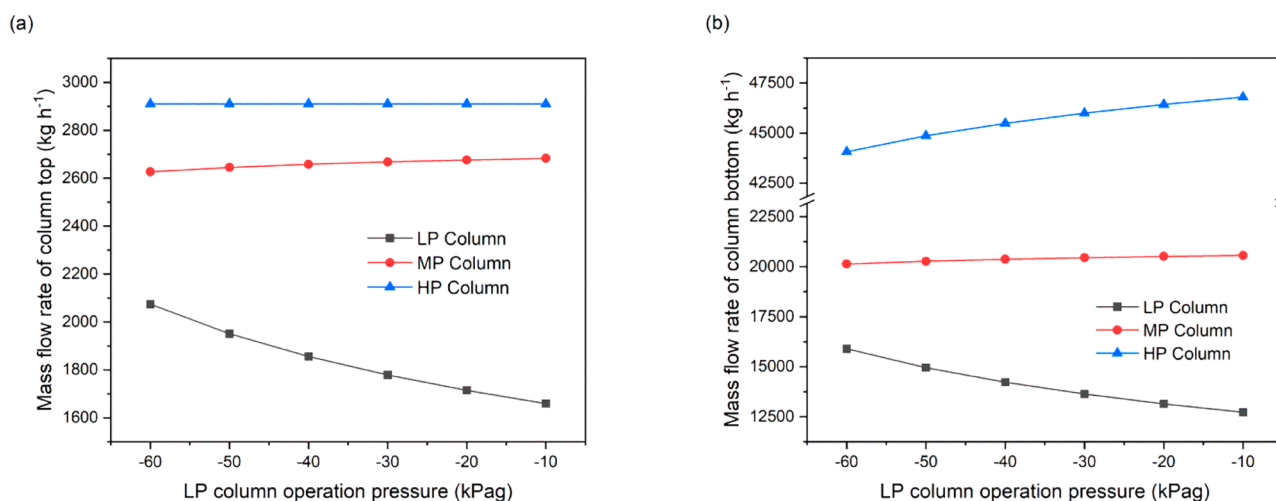 (a)
Mass flow rate of column top (kg h⁻¹)
3000
2800
2600
2400
2200
2000
1800
1600
LP Column
MP Column
HP Column
-60 -50 -40 -30 -20 -10
LP column operation pressure (kPag)
(b)
Mass flow rate of column bottom (kg h⁻¹)
47500
45000
42500
22500
20000
17500
15000
12500
LP Column
MP Column
HP Column
-60 -50 -40 -30 -20 -10
LP column operation pressure (kPag)